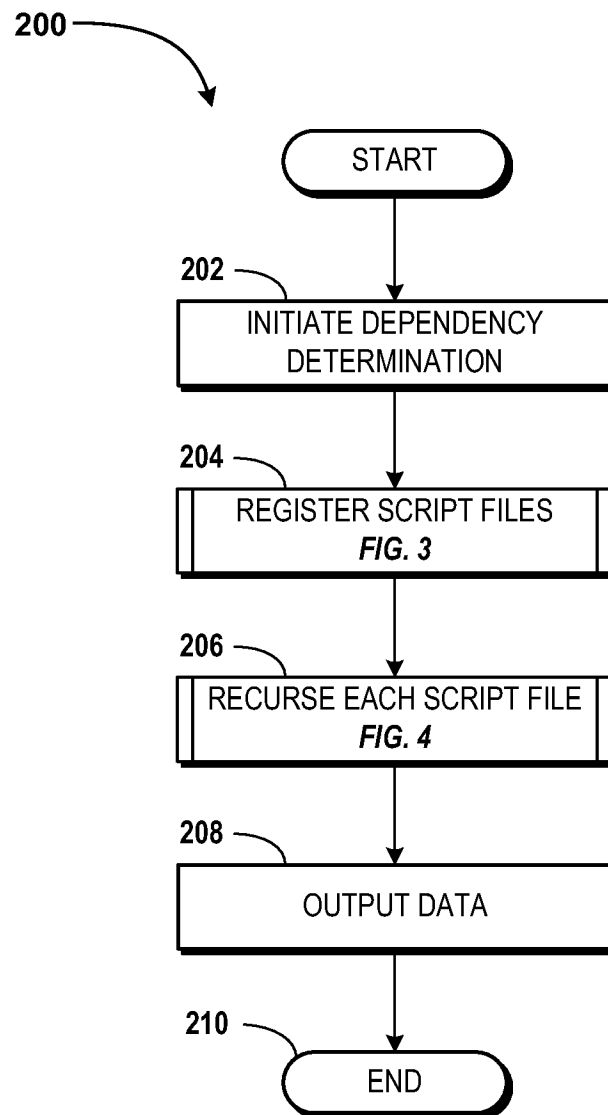 200
START
202
INITIATE DEPENDENCY
DETERMINATION
204
REGISTER SCRIPT FILES
FIG. 3
206
RECURSE EACH SCRIPT FILE
FIG. 4
208
OUTPUT DATA
210
END